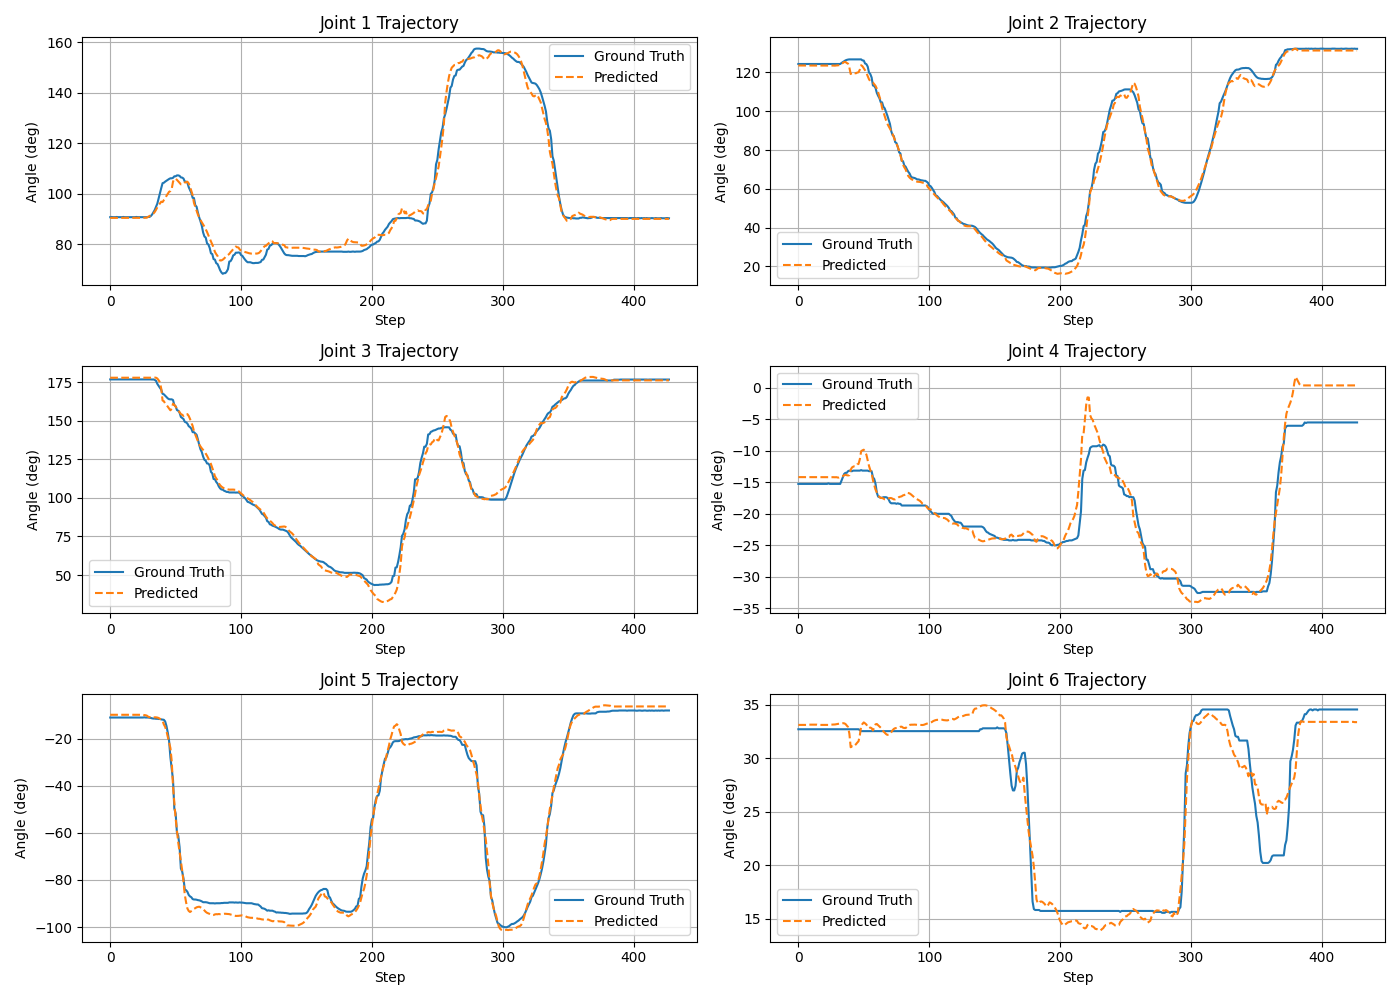 Joint 1 Trajectory
Angle (deg)
160
140
120
100
80
Ground Truth
Predicted
0 100 200 300 400
Step
Joint 2 Trajectory
Angle (deg)
120
100
80
60
40
20
Ground Truth
Predicted
0 100 200 300 400
Step
Joint 3 Trajectory
Angle (deg)
175
150
125
100
75
50
Ground Truth
Predicted
0 100 200 300 400
Step
Joint 4 Trajectory
Angle (deg)
0
−5
−10
−15
−20
−25
−30
−35
Ground Truth
Predicted
0 100 200 300 400
Step
Joint 5 Trajectory
Angle (deg)
−20
−40
−60
−80
−100
Ground Truth
Predicted
0 100 200 300 400
Step
Joint 6 Trajectory
Angle (deg)
35
30
25
20
15
Ground Truth
Predicted
0 100 200 300 400
Step